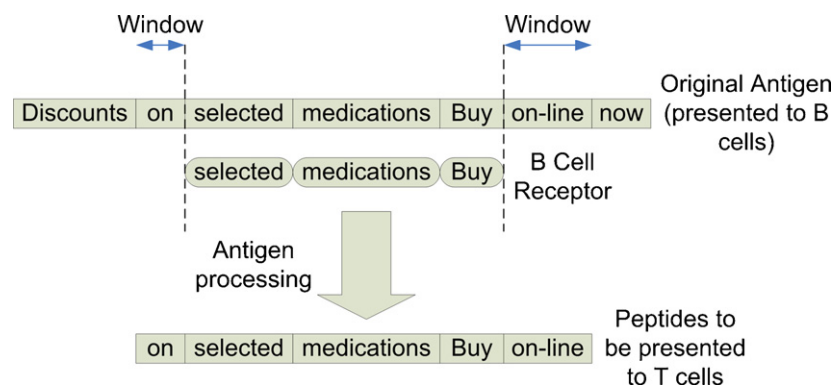 Window
Window
Discounts on selected medications Buy on-line now
Original Antigen
(presented to B
cells)
selected medications Buy
B Cell
Receptor
Antigen
processing
on selected medications Buy on-line
Peptides to
be presented
to T cells